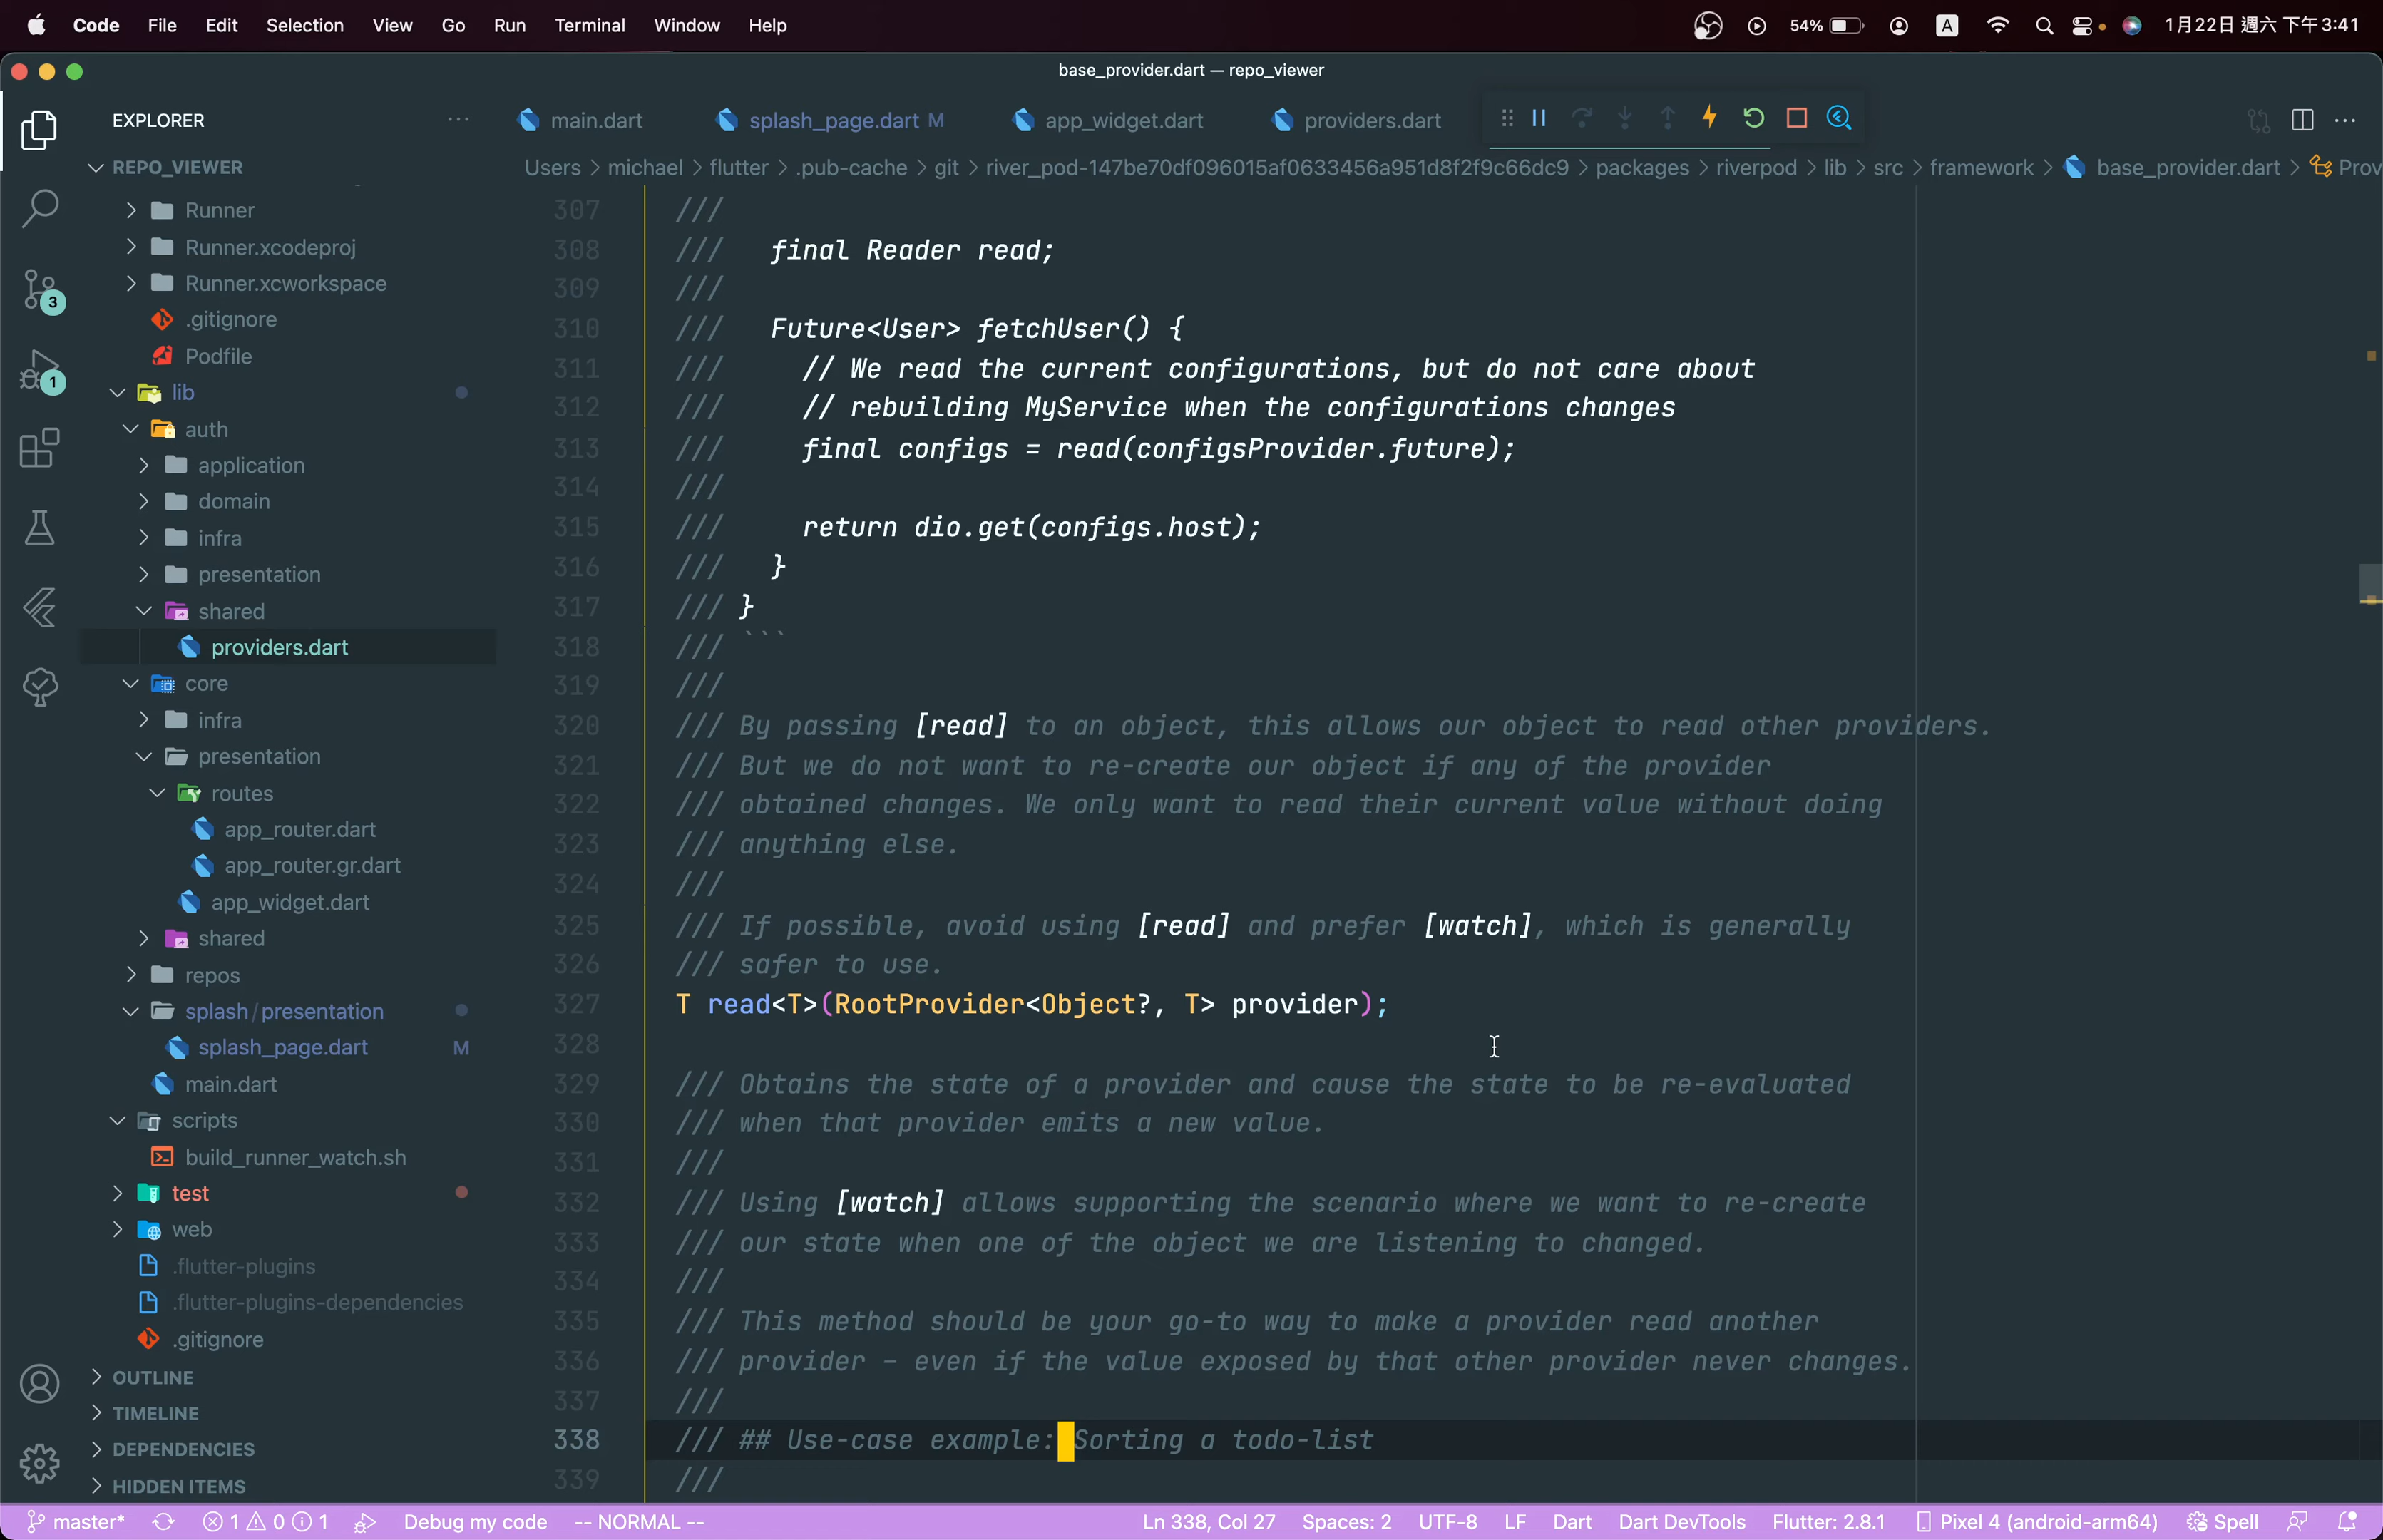 Code File Edit Selection View Go Run Terminal Window Help 54% A 1月22日 週六 下午3:41
base_provider.dart — repo_viewer
EXPLORER
main.dart splash_page.dart M app_widget.dart providers.dart
REPO_VIEWER
Users > michael > flutter > .pub-cache > git > river_pod-147be70df096015af0633456a951d8f2f9c66dc9 > packages > riverpod > lib > src > framework > base_provider.dart > Prov
Runner
Runner.xcodeproj
Runner.xcworkspace
.gitignore
Podfile
lib
auth
application
domain
infra
presentation
shared
providers.dart
core
infra
presentation
routes
app_router.dart
app_router.gr.dart
app_widget.dart
shared
repos
splash/presentation
splash_page.dart M
main.dart
scripts
build_runner_watch.sh
test
web
.flutter-plugins
.flutter-plugins-dependencies
.gitignore
OUTLINE
TIMELINE
DEPENDENCIES
HIDDEN ITEMS
3
1
307 ///
308 /// final Reader read;
309 ///
310 /// Future<User> fetchUser() {
311 /// // We read the current configurations, but do not care about
312 /// // rebuilding MyService when the configurations changes
313 /// final configs = read(configsProvider.future);
314 ///
315 /// return dio.get(configs.host);
316 /// }
317 /// }
318 /// ```
319 ///
320 /// By passing [read] to an object, this allows our object to read other providers.
321 /// But we do not want to re-create our object if any of the provider
322 /// obtained changes. We only want to read their current value without doing
323 /// anything else.
324 ///
325 /// If possible, avoid using [read] and prefer [watch], which is generally
326 /// safer to use.
327 T read<T>(RootProvider<Object?, T> provider);
328
329 /// Obtains the state of a provider and cause the state to be re-evaluated
330 /// when that provider emits a new value.
331 ///
332 /// Using [watch] allows supporting the scenario where we want to re-create
333 /// our state when one of the object we are listening to changed.
334 ///
335 /// This method should be your go-to way to make a provider read another
336 /// provider - even if the value exposed by that other provider never changes.
337 ///
338 /// ## Use-case example: Sorting a todo-list
339 ///
master* 1 0 1 Debug my code -- NORMAL -- Ln 338, Col 27 Spaces: 2 UTF-8 LF Dart Dart DevTools Flutter: 2.8.1 Pixel 4 (android-arm64) Spell